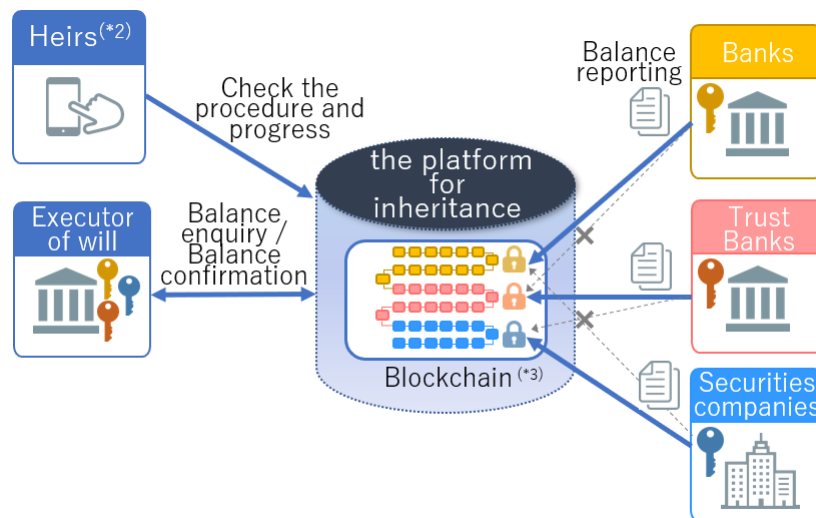 Heirs(*2)
Check the
procedure and
progress
Executor
of will
Balance
enquiry /
Balance
confirmation
the platform
for
inheritance
Blockchain (*3)
Balance
reporting
Banks
Trust
Banks
Securities
companies